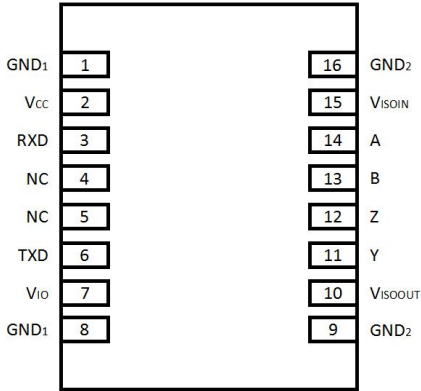 GND1 1 16 GND2
VCC 2 15 VISOIN
RXD 3 14 A
NC 4 13 B
NC 5 12 Z
TXD 6 11 Y
VIO 7 10 VISOOUT
GND1 8 9 GND2